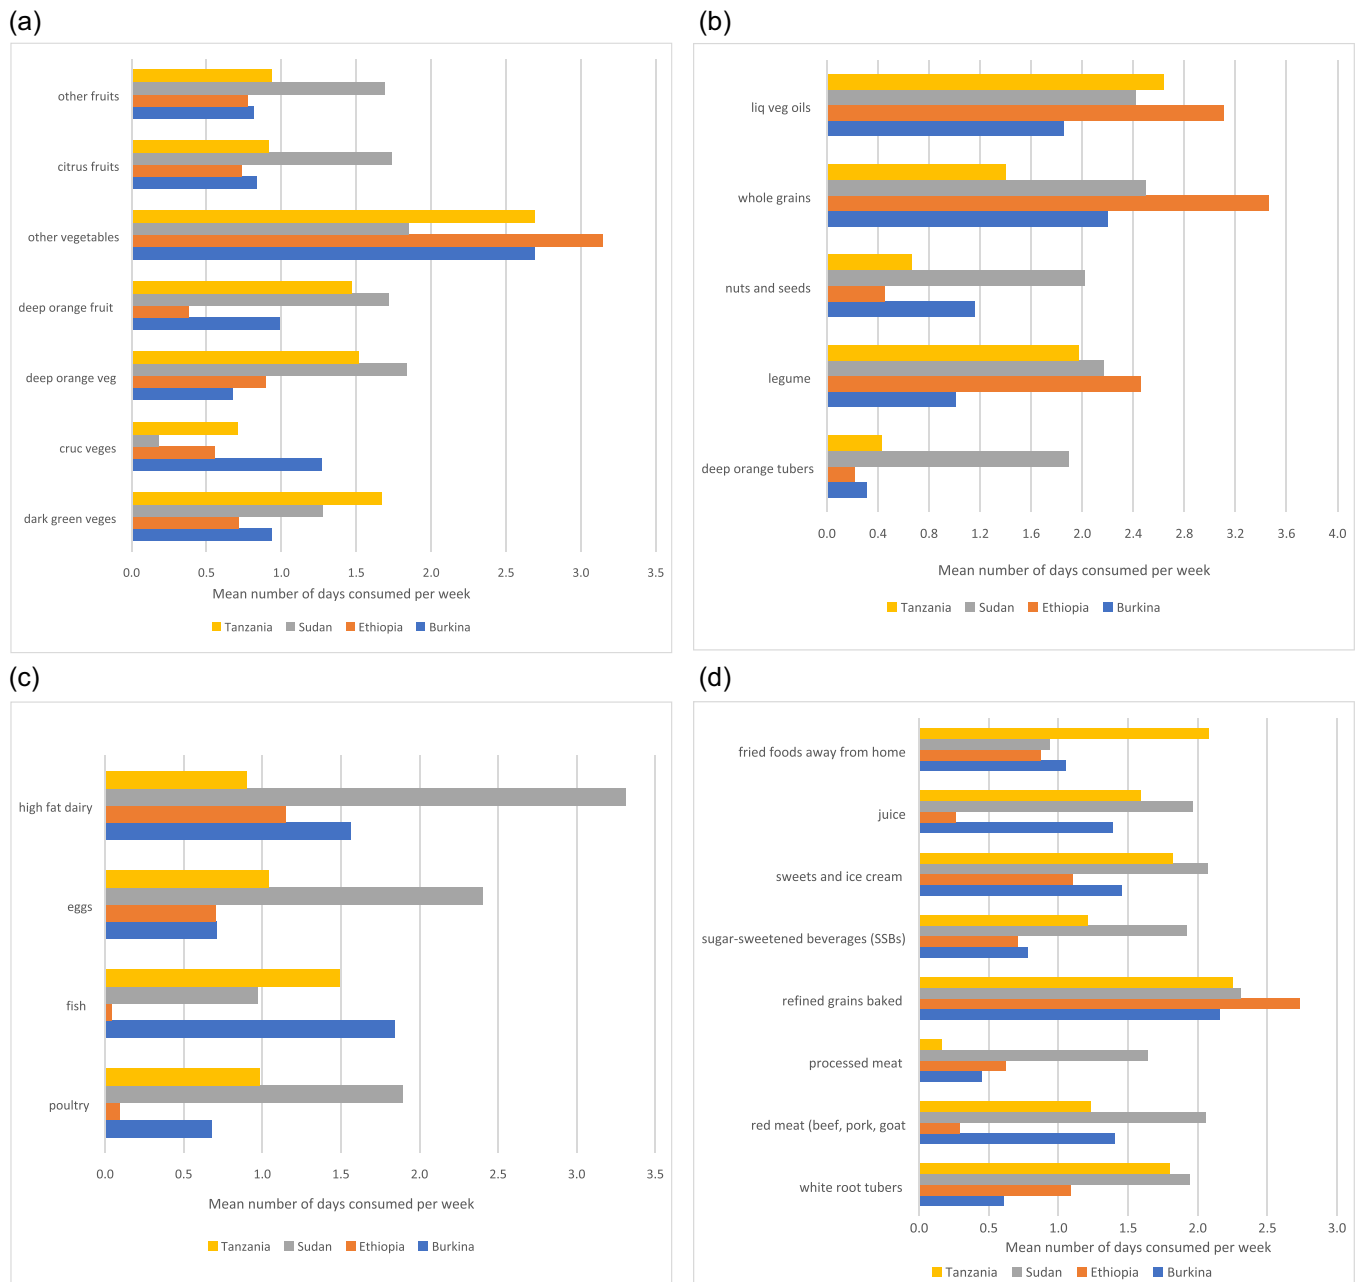 (a)
other fruits
citrus fruits
other vegetables
deep orange fruit
deep orange veg
cruc veges
dark green veges
0.0 0.5 1.0 1.5 2.0 2.5 3.0 3.5
Mean number of days consumed per week
Tanzania Sudan Ethiopia Burkina
(b)
liq veg oils
whole grains
nuts and seeds
legume
deep orange tubers
0.0 0.4 0.8 1.2 1.6 2.0 2.4 2.8 3.2 3.6 4.0
Mean number of days consumed per week
Tanzania Sudan Ethiopia Burkina
(c)
high fat dairy
eggs
fish
poultry
0.0 0.5 1.0 1.5 2.0 2.5 3.0 3.5
Mean number of days consumed per week
Tanzania Sudan Ethiopia Burkina
(d)
fried foods away from home
juice
sweets and ice cream
sugar-sweetened beverages (SSBs)
refined grains baked
processed meat
red meat (beef, pork, goat
white root tubers
0.0 0.5 1.0 1.5 2.0 2.5 3.0
Mean number of days consumed per week
Tanzania Sudan Ethiopia Burkina